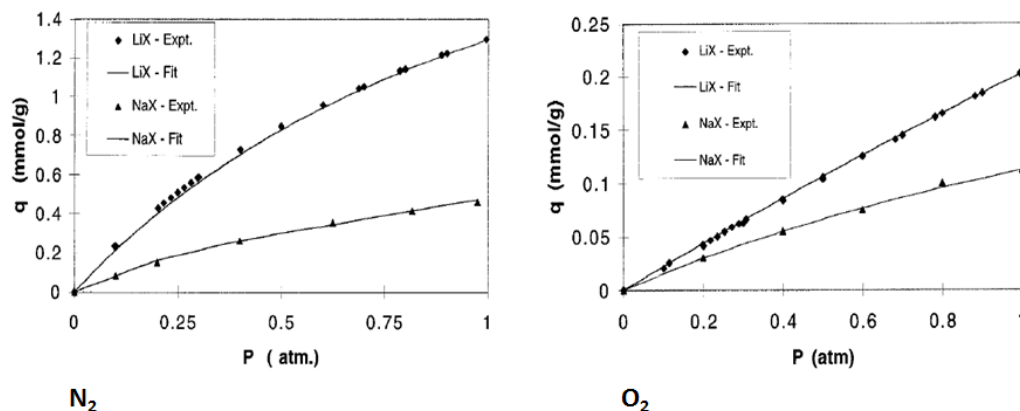 1.4
1.2
1
0.8
0.6
0.4
0.2
0
q (mmol/g)
LiX - Expt.
LiX - Fit
NaX - Expt.
NaX - Fit
0 0.25 0.5 0.75 1
P ( atm.)
N₂
0.25
0.2
0.15
0.1
0.05
0
q (mmol/g)
LiX - Expt.
LiX - Fit
NaX - Expt.
NaX - Fit
0 0.2 0.4 0.6 0.8 1
P (atm)
O₂